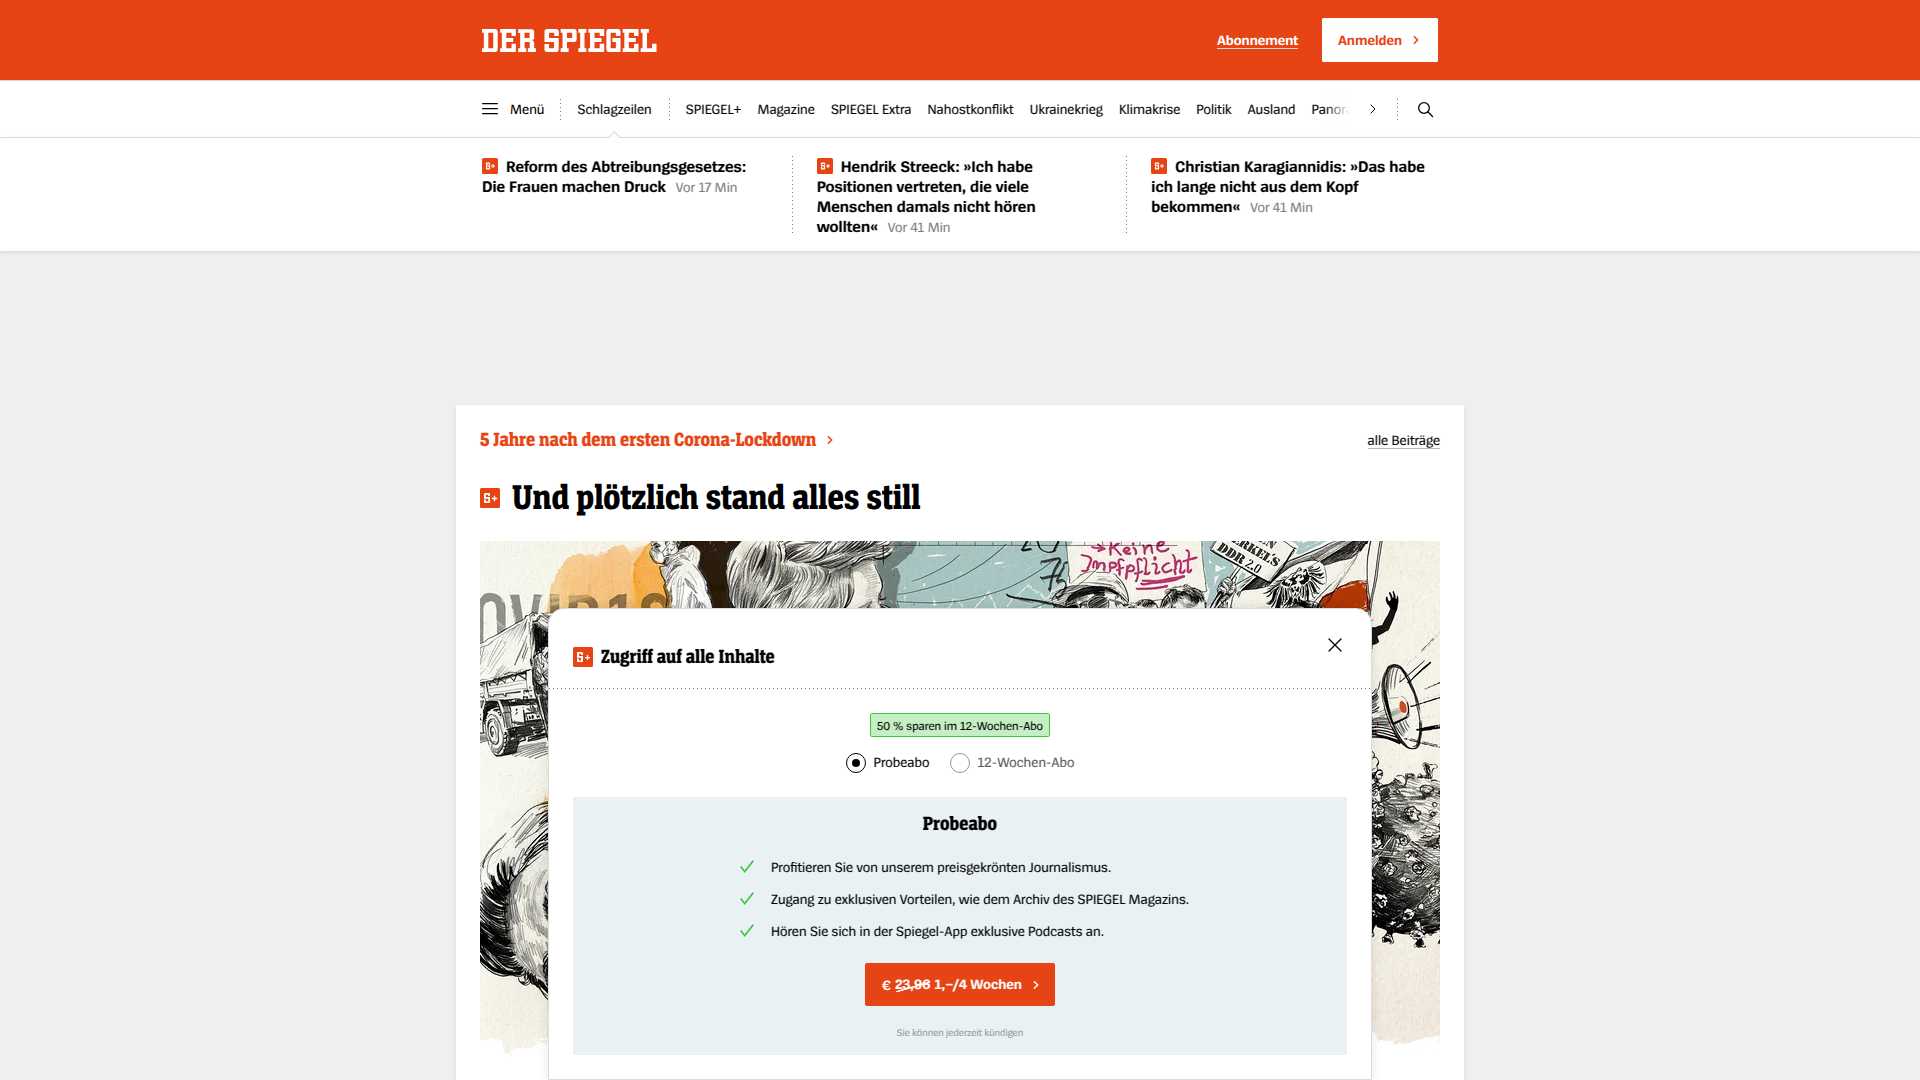 DER SPIEGEL
Abonnement
Anmelden
Menü
Schlagzeilen
SPIEGEL+
Magazine
SPIEGEL Extra
Nahostkonflikt
Ukrainekrieg
Klimakrise
Politik
Ausland
Panor
Reform des Abtreibungsgesetzes:
Die Frauen machen Druck Vor 17 Min
Hendrik Streeck: »Ich habe
Positionen vertreten, die viele
Menschen damals nicht hören
wollten« Vor 41 Min
Christian Karagiannidis: »Das habe
ich lange nicht aus dem Kopf
bekommen« Vor 41 Min
5 Jahre nach dem ersten Corona-Lockdown
alle Beiträge
Und plötzlich stand alles still
Keine
Impfpflicht
DDR 2.0
Zugriff auf alle Inhalte
50 % sparen im 12-Wochen-Abo
Probeabo
12-Wochen-Abo
Probeabo
Profitieren Sie von unserem preisgekrönten Journalismus.
Zugang zu exklusiven Vorteilen, wie dem Archiv des SPIEGEL Magazins.
Hören Sie sich in der Spiegel-App exklusive Podcasts an.
€ 23,96 1,–/4 Wochen
Sie können jederzeit kündigen